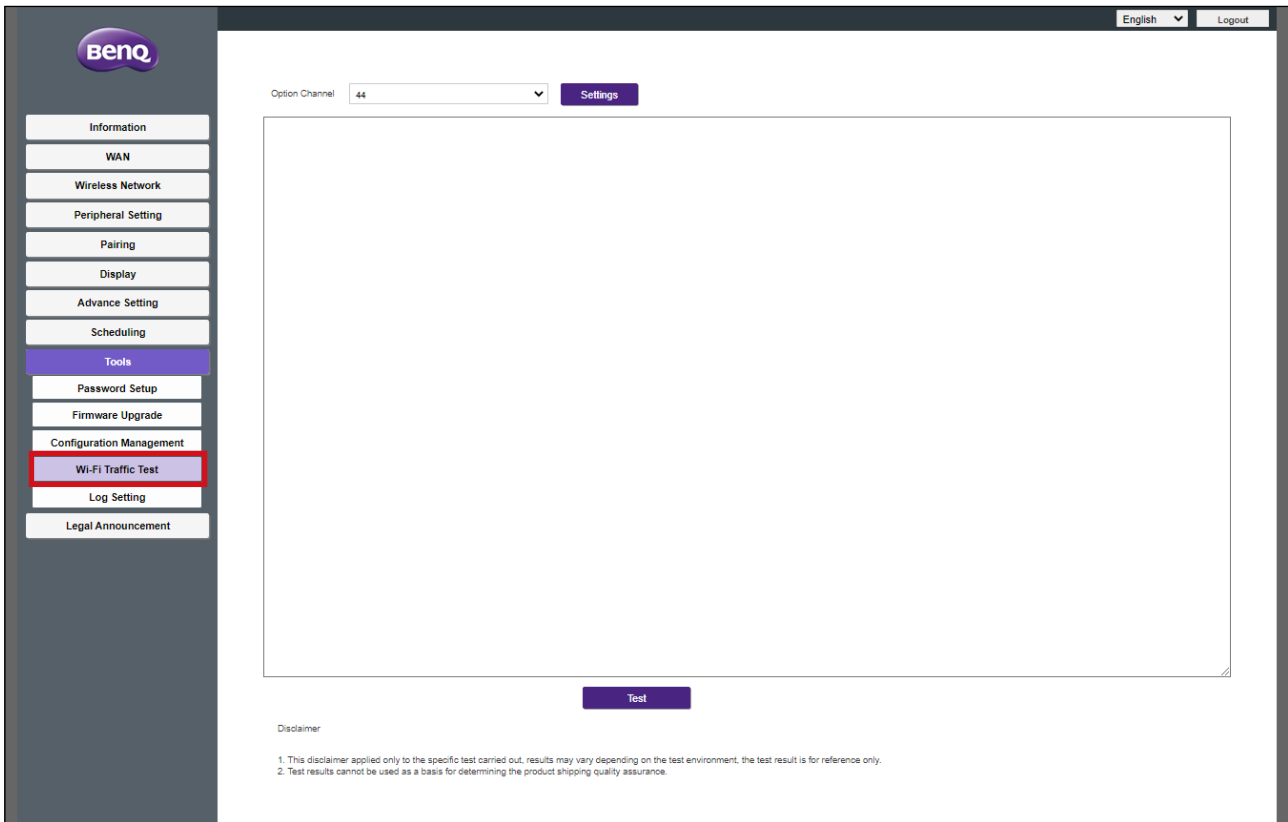 English
Logout
BenQ
Option Channel 44 Settings
Information
WAN
Wireless Network
Peripheral Setting
Pairing
Display
Advance Setting
Scheduling
Tools
Password Setup
Firmware Upgrade
Configuration Management
Wi-Fi Traffic Test
Log Setting
Legal Announcement
Test
Disclaimer
1. This disclaimer applied only to the specific test carried out, results may vary depending on the test environment, the test result is for reference only.
2. Test results cannot be used as a basis for determining the product shipping quality assurance.